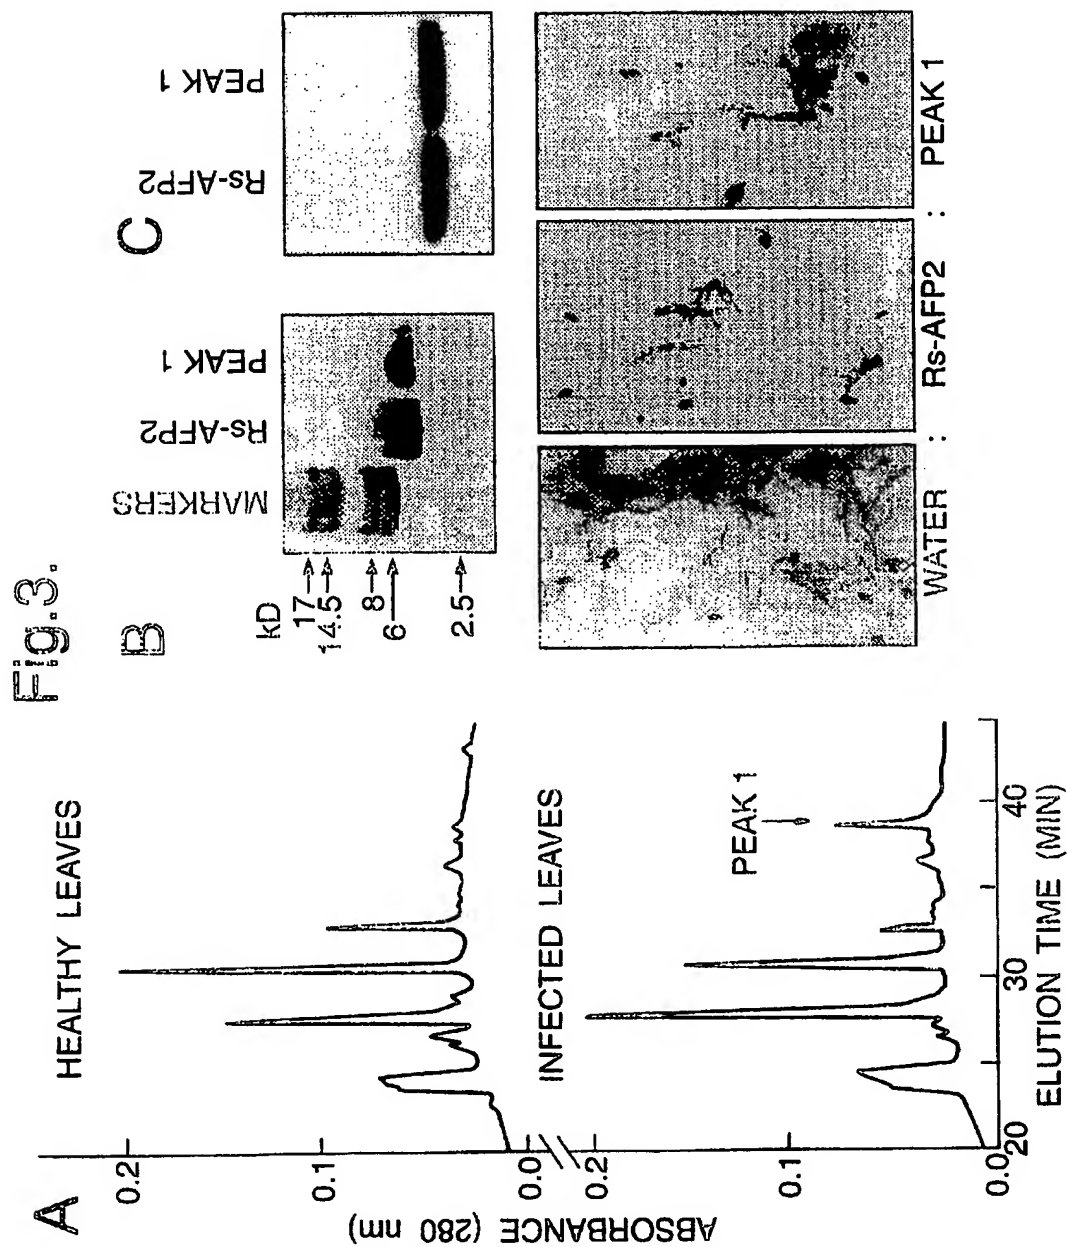 Fig.3.
A
HEALTHY LEAVES
0.2
0.1
0.0
INFECTED LEAVES
PEAK 1
0.2
0.1
0.0
20
30
40
ABSORBANCE (280 nm)
ELUTION TIME (MIN)
B
MARKERS
Rs-AFP2
PEAK 1
kD
17
14.5
8
6
2.5
C
Rs-AFP2
PEAK 1
WATER : Rs-AFP2 : PEAK 1